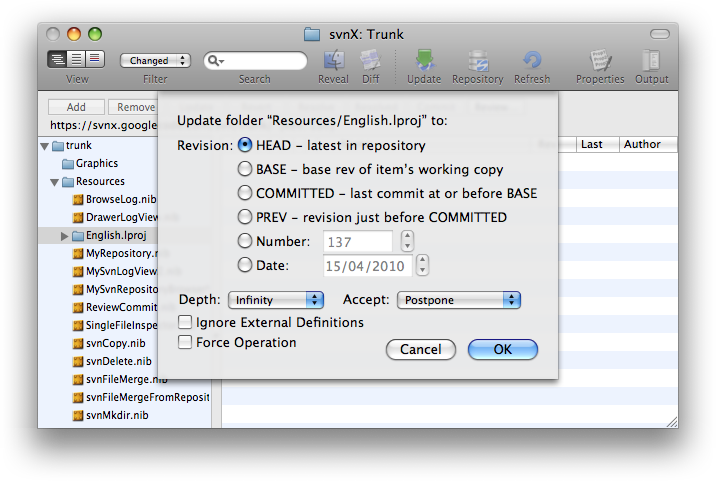 svnX: Trunk
Changed
View
Filter
Search
Reveal
Diff
Update
Repository
Refresh
Properties
Output
Add
Remove
https://svnx.google
Update folder “Resources/English.lproj” to:
Revision:
HEAD – latest in repository
BASE – base rev of item’s working copy
COMMITTED – last commit at or before BASE
PREV – revision just before COMMITTED
Number: 137
Date: 15/04/2010
Depth: Infinity
Accept: Postpone
Ignore External Definitions
Force Operation
Cancel
OK
Last
Author
trunk
Graphics
Resources
BrowseLog.nib
DrawerLogView.nib
English.lproj
MyRepository.nib
MySvnLogView
MySvnRepositor
ReviewCommit
SingleFileInspe
svnCopy.nib
svnDelete.nib
svnFileMerge.nib
svnFileMergeFromReposit
svnMkdir.nib